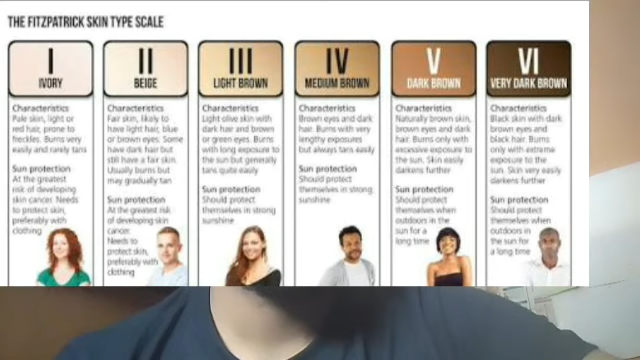 THE FITZPATRICK SKIN TYPE SCALE
I
IVORY
Characteristics
Pale skin, light or
red hair, prone to
freckles. Burns very
easily and rarely tans
Sun protection
At the greatest
risk of developing
skin cancer. Needs
to protect skin,
preferably with
clothing
II
BEIGE
Characteristics
Fair skin, likely to
have light hair, blue
or brown eyes. Some
have dark hair but
still have a fair skin.
Usually burns but
may gradually tan
Sun protection
At the greatest risk
of developing skin
cancer.
Needs to
protect skin,
preferably with
clothing
III
LIGHT BROWN
Characteristics
Light olive skin with
dark hair and brown
or green eyes. Burns
with long exposure to
the sun but generally
tans quite easily
Sun protection
Should protect
themselves in strong
sunshine
IV
MEDIUM BROWN
Characteristics
Brown eyes and dark
hair. Burns with very
lengthy exposures
but always tans easily
Sun protection
Should protect
themselves in strong
sunshine
V
DARK BROWN
Characteristics
Naturally brown skin,
brown eyes and dark
hair. Burns only with
excessive exposure to
the sun. Skin easily
darkens further
Sun protection
Should protect
themselves when
outdoors in the
sun for a
long time
VI
VERY DARK BROWN
Characteristics
Black skin with dark
brown eyes and
black hair. Burns
only with extreme
exposure to the
sun. Skin very easily
darkens further
Sun protection
Should protect
themselves when
outdoors in
the sun for
a long time